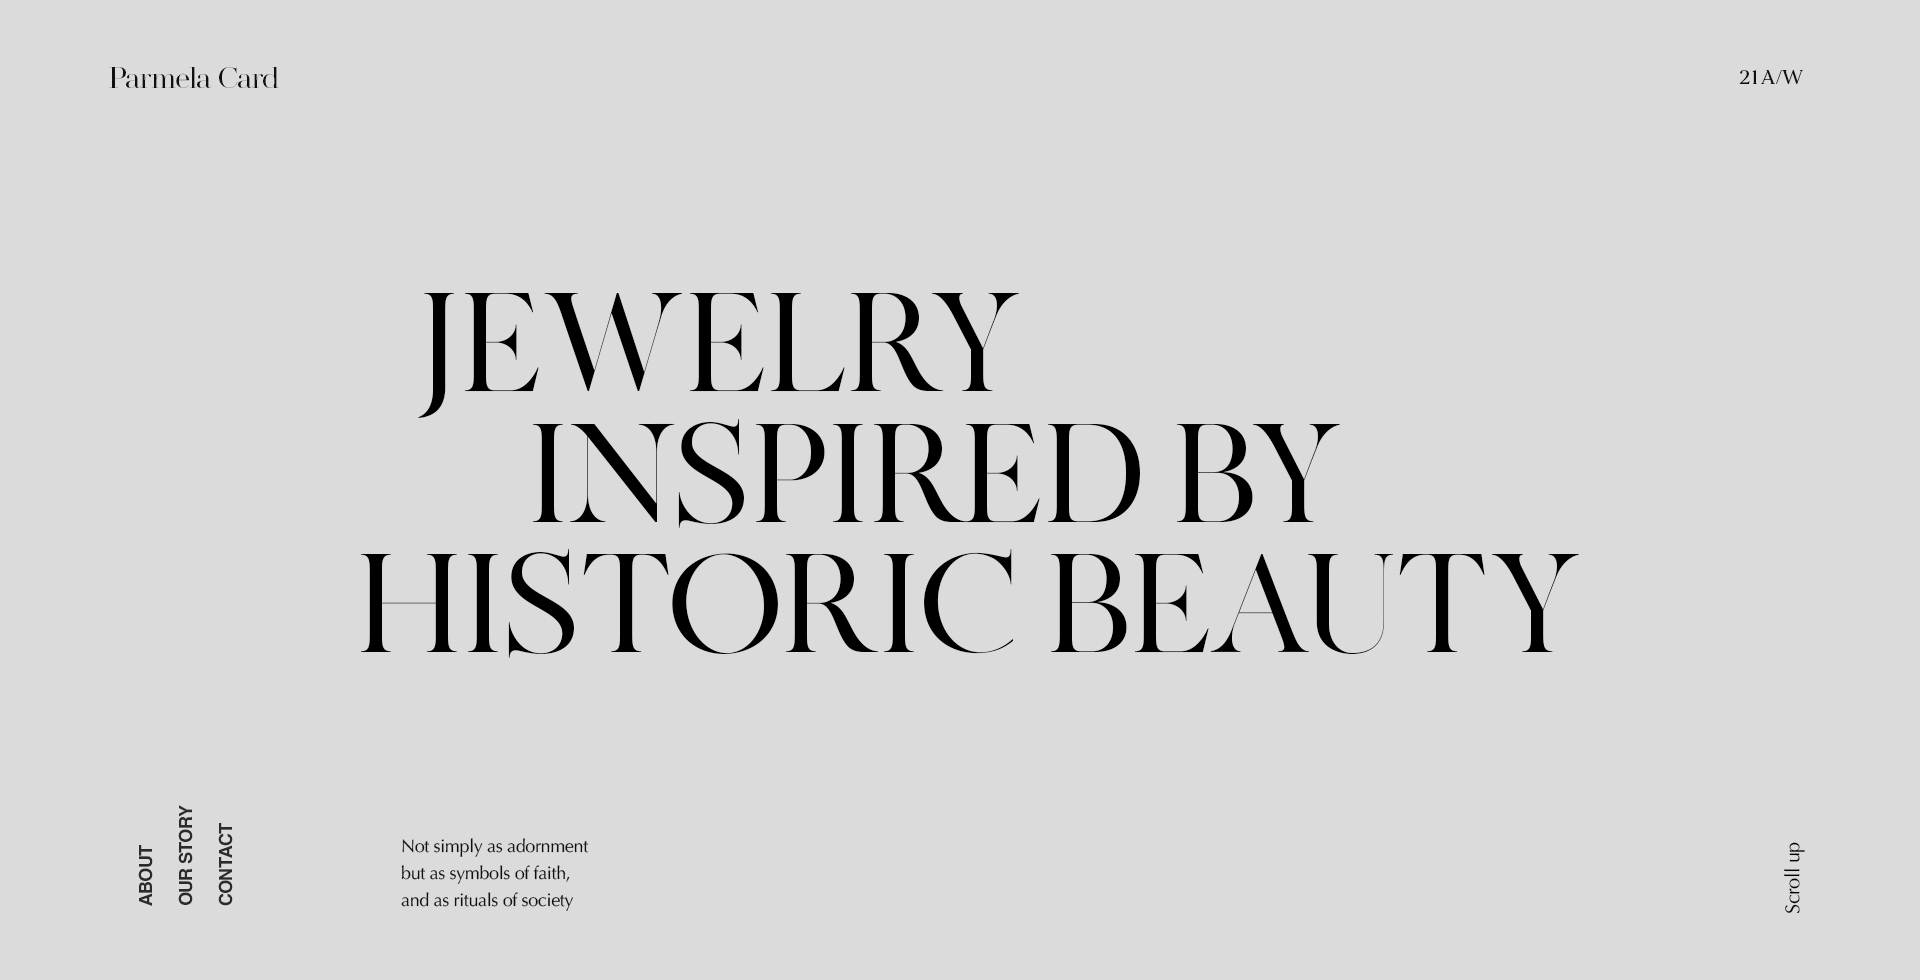 Parmela Card
21A/W
JEWELRY
INSPIRED BY
HISTORIC BEAUTY
ABOUT
OUR STORY
CONTACT
Not simply as adornment
but as symbols of faith,
and as rituals of society
Scroll up